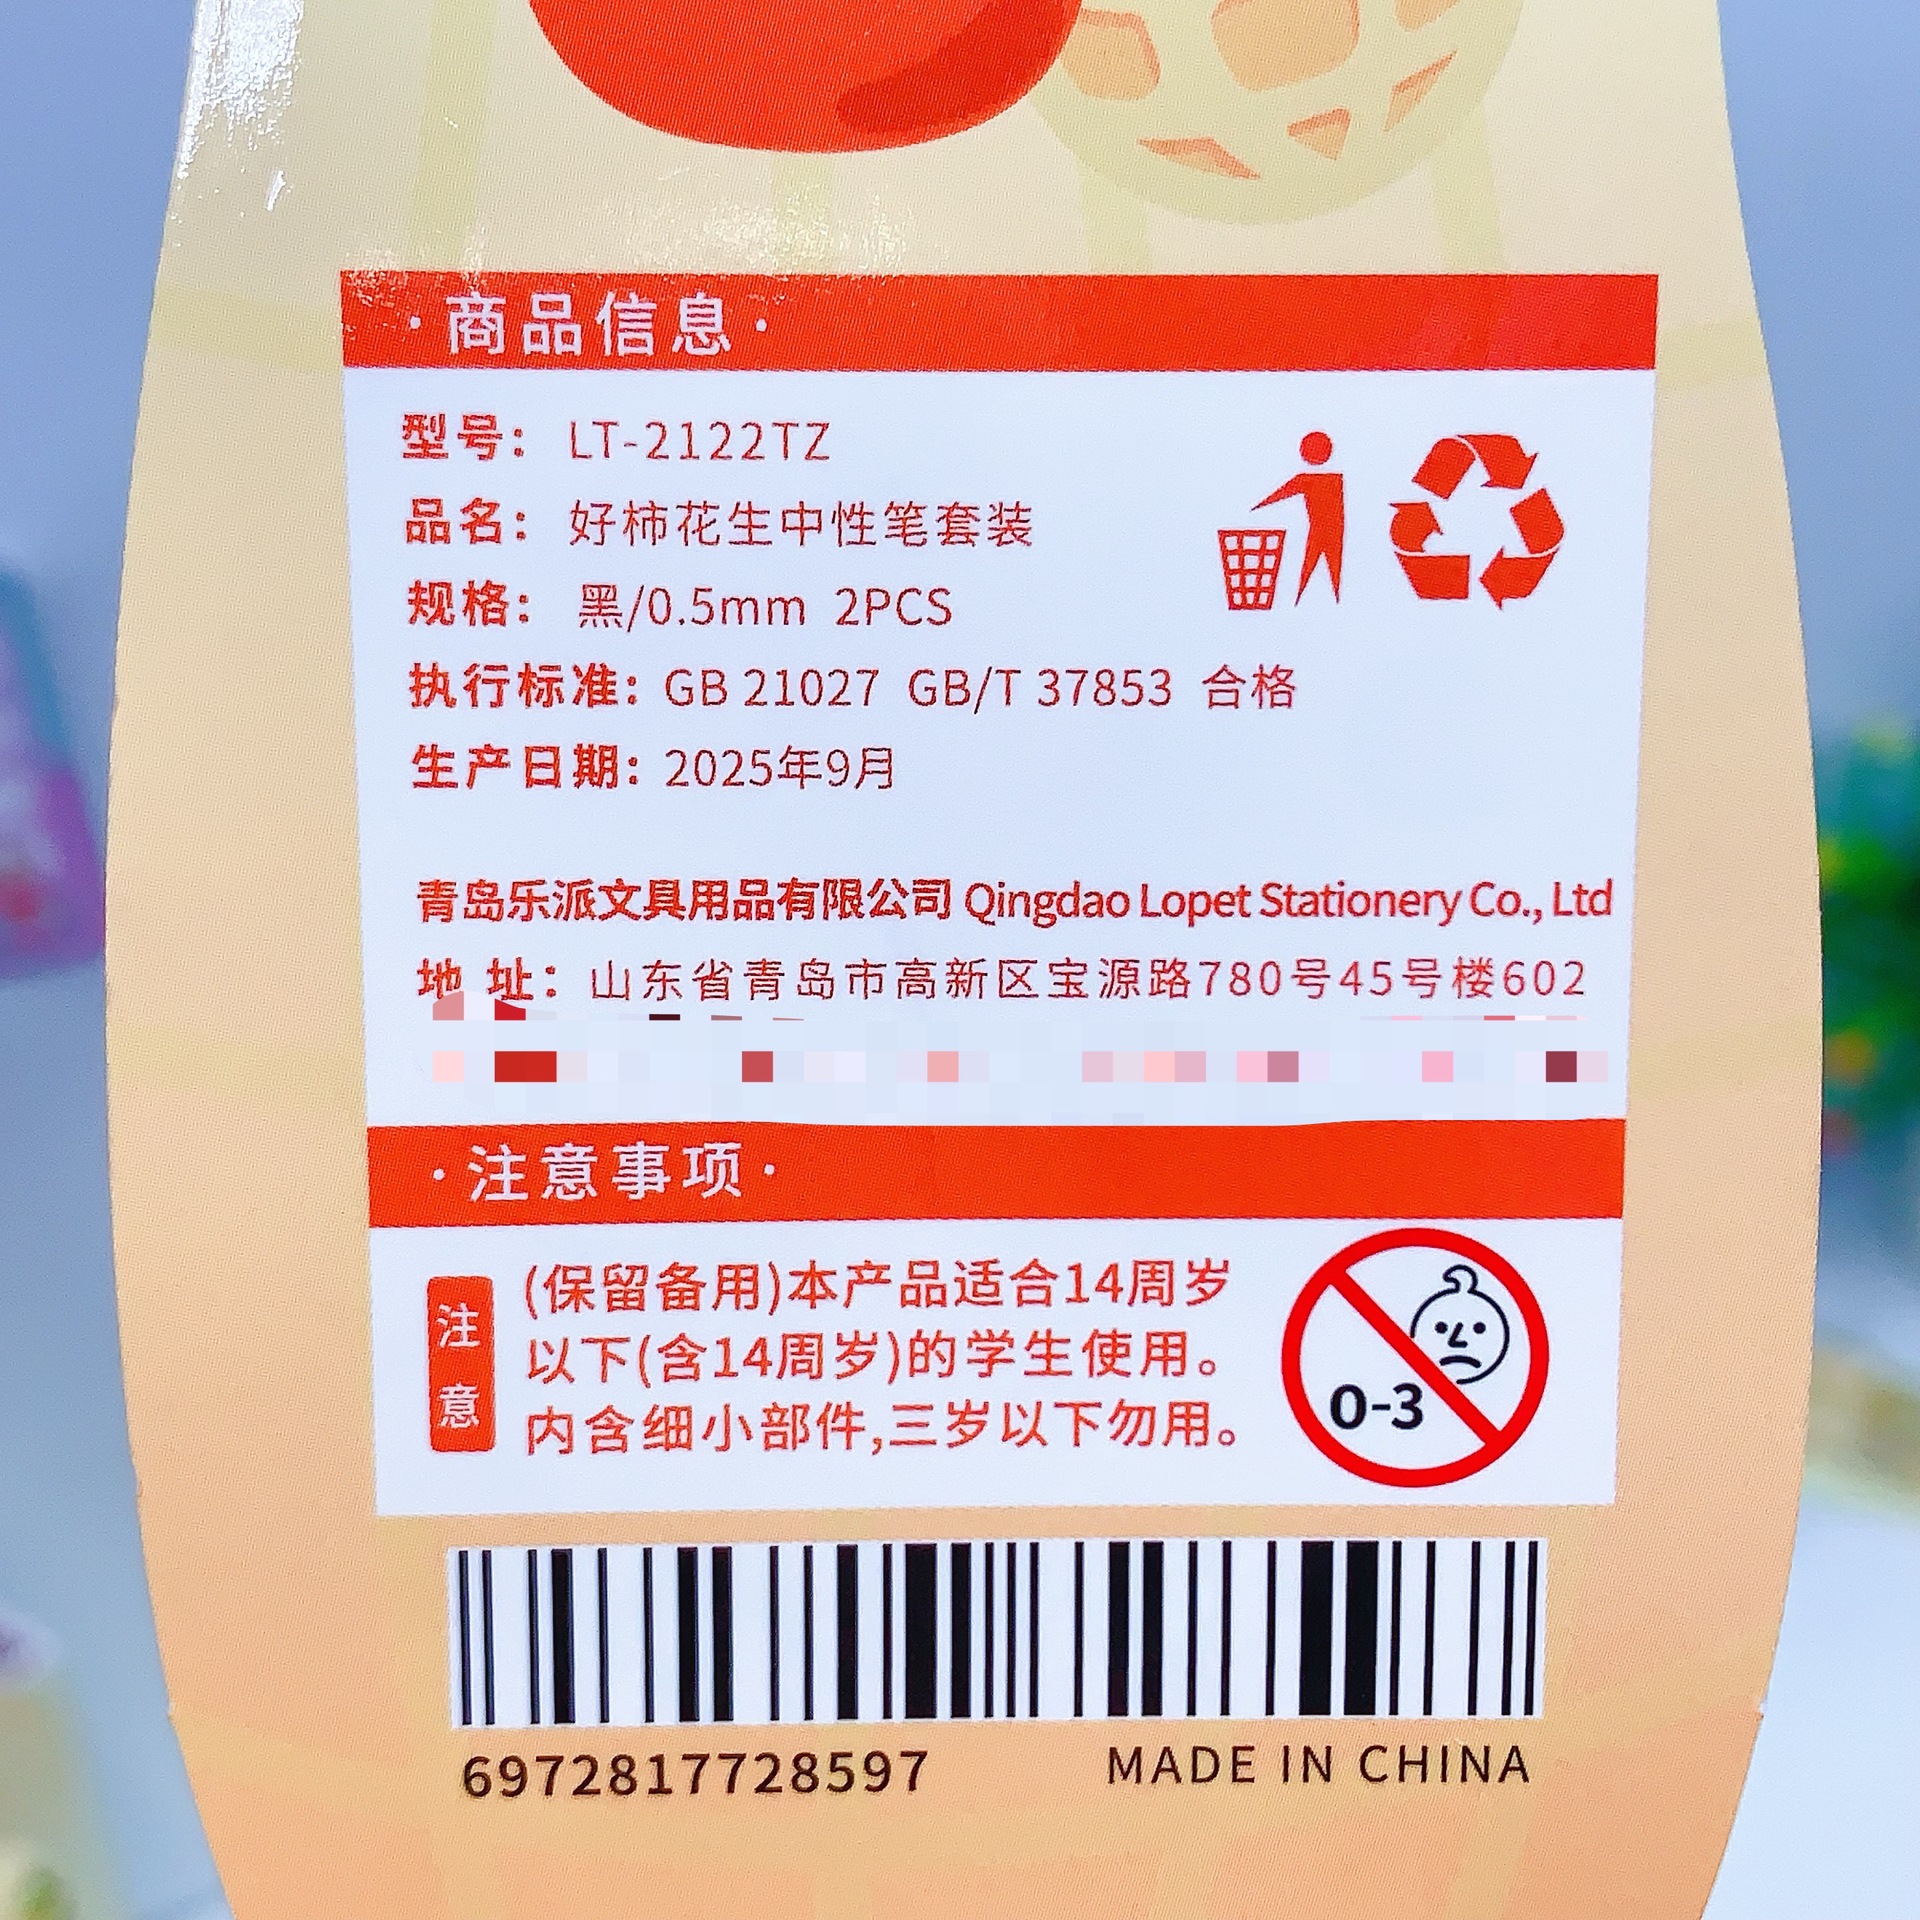 ·商品信息·
型号： LT-2122TZ
品名： 好柿花生中性笔套装
规格： 黑/0.5mm 2PCS
执行标准：GB 21027 GB/T 37853 合格
生产日期：2025年9月
青岛乐派文具用品有限公司 Qingdao Lopet Stationery Co., Ltd
地 址：山东省青岛市高新区宝源路780号45号楼602
·注意事项·
注意
(保留备用)本产品适合14周岁
以下(含14周岁)的学生使用。
内含细小部件,三岁以下勿用。
0-3
6972817728597 MADE IN CHINA